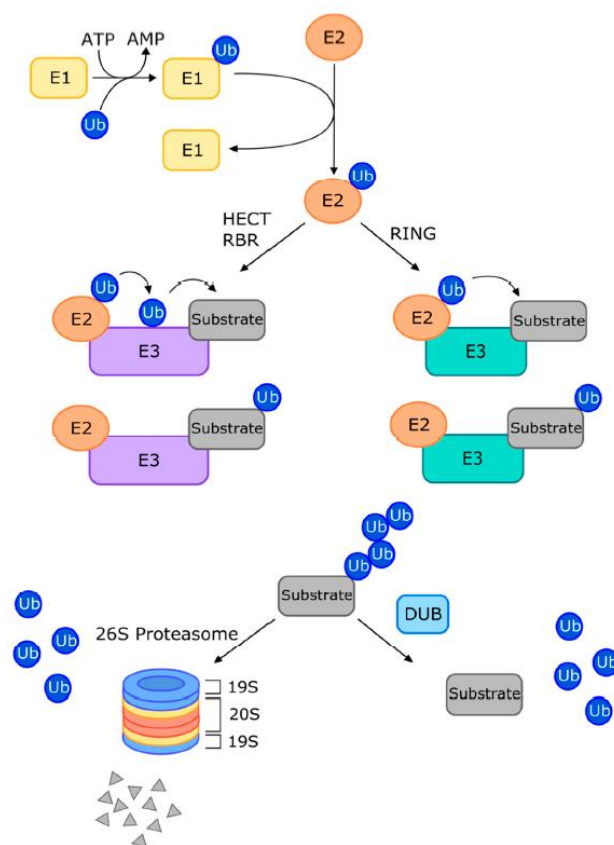 ATP AMP
Ub
E2
E1
E1
Ub
E1
Ub
E2
HECT
RBR
RING
Ub
Ub
Ub
E2
Substrate
E2
Substrate
E3
E3
Ub
Ub
E2
Substrate
E2
Substrate
E3
E3
Ub
Ub
Ub
Ub
Substrate
DUB
Ub
Ub
Ub
Ub
26S Proteasome
Ub
Ub
Ub
Ub
Substrate
19S
20S
19S